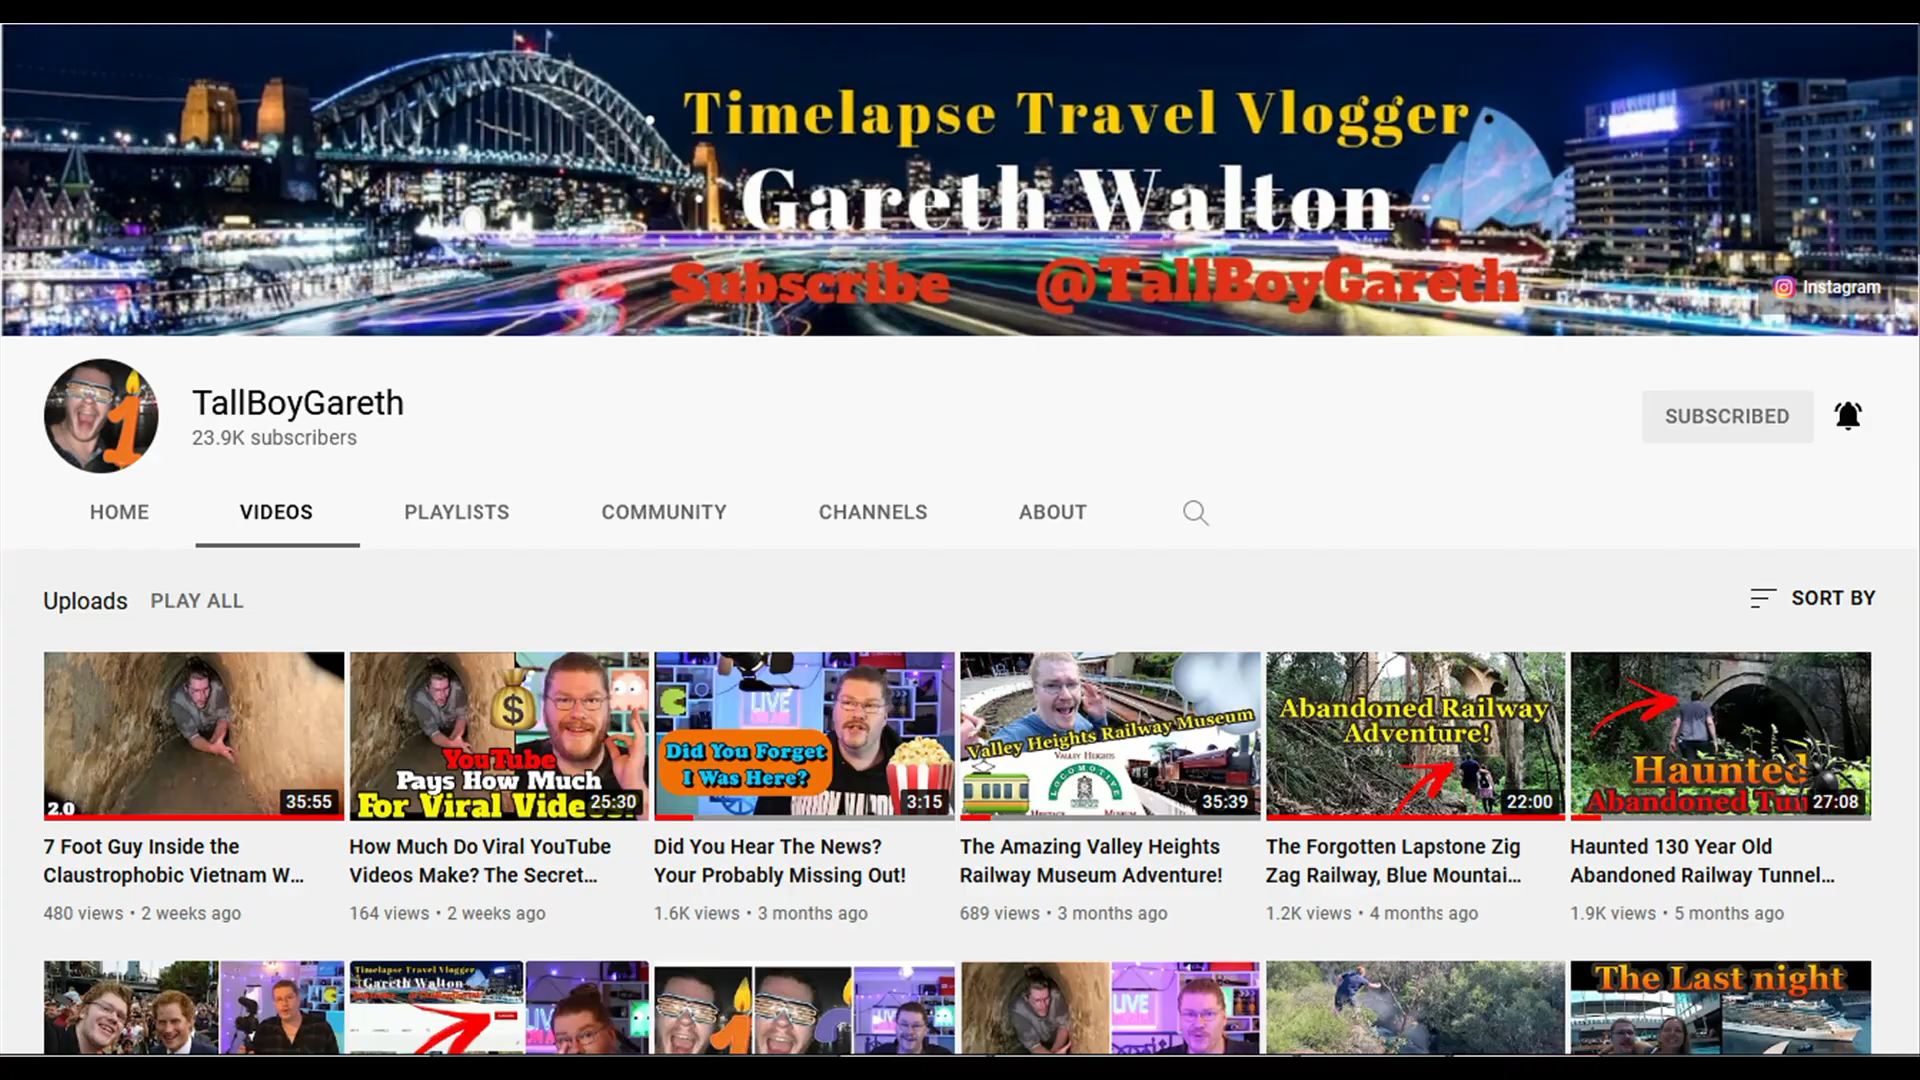 Timelapse Travel Vlogger
Gareth Walton
Subscribe @TallBoyGareth
Instagram
TallBoyGareth
23.9K subscribers
SUBSCRIBED
HOME VIDEOS PLAYLISTS COMMUNITY CHANNELS ABOUT
Uploads PLAY ALL
SORT BY
2.0
35:55
YouTube
Pays How Much
For Viral Vide
25:30
LIVE
Did You Forget
I Was Here?
3:15
Valley Heights Railway Museum
VALLEY HEIGHTS
LOCOMOTIVE
35:39
Abandoned Railway
Adventure!
22:00
Haunted
Abandoned Tun
27:08
7 Foot Guy Inside the
Claustrophobic Vietnam W...
480 views • 2 weeks ago
How Much Do Viral YouTube
Videos Make? The Secret...
164 views • 2 weeks ago
Did You Hear The News?
Your Probably Missing Out!
1.6K views • 3 months ago
The Amazing Valley Heights
Railway Museum Adventure!
689 views • 3 months ago
The Forgotten Lapstone Zig
Zag Railway, Blue Mountai...
1.2K views • 4 months ago
Haunted 130 Year Old
Abandoned Railway Tunnel...
1.9K views • 5 months ago
Timelapse Travel Vlogger
Gareth Walton
LIVE
The Last night